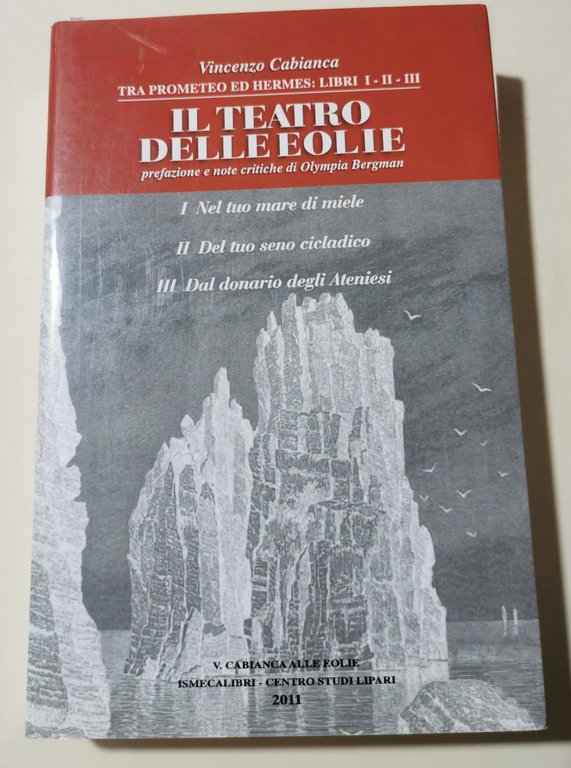 Vincenzo Cabianca
TRA PROMETEO ED HERMES: LIBRI I - II - III
IL TEATRO
DELLE EOLIE
prefazione e note critiche di Olympia Bergman
I Nel tuo mare di miele
II Del tuo seno cicladico
III Dal donario degli Ateniesi
V. CABIANCA ALLE EOLIE
ISMECALIBRI - CENTRO STUDI LIPARI
2011